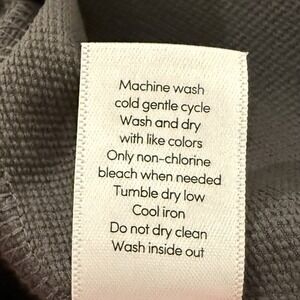 Machine wash
cold gentle cycle
Wash and dry
with like colors
Only non-chlorine
bleach when needed
Tumble dry low
Cool iron
Do not dry clean
Wash inside out